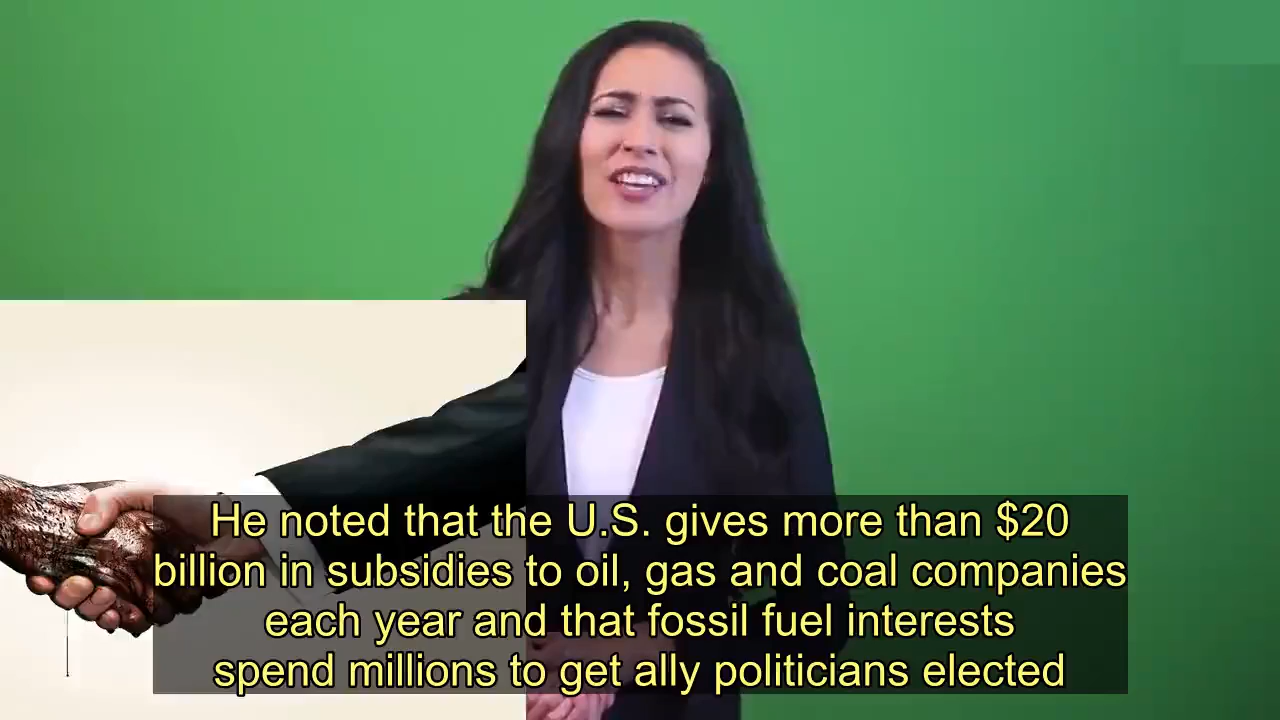 He noted that the U.S. gives more than $20
billion in subsidies to oil, gas and coal companies
each year and that fossil fuel interests
spend millions to get ally politicians elected